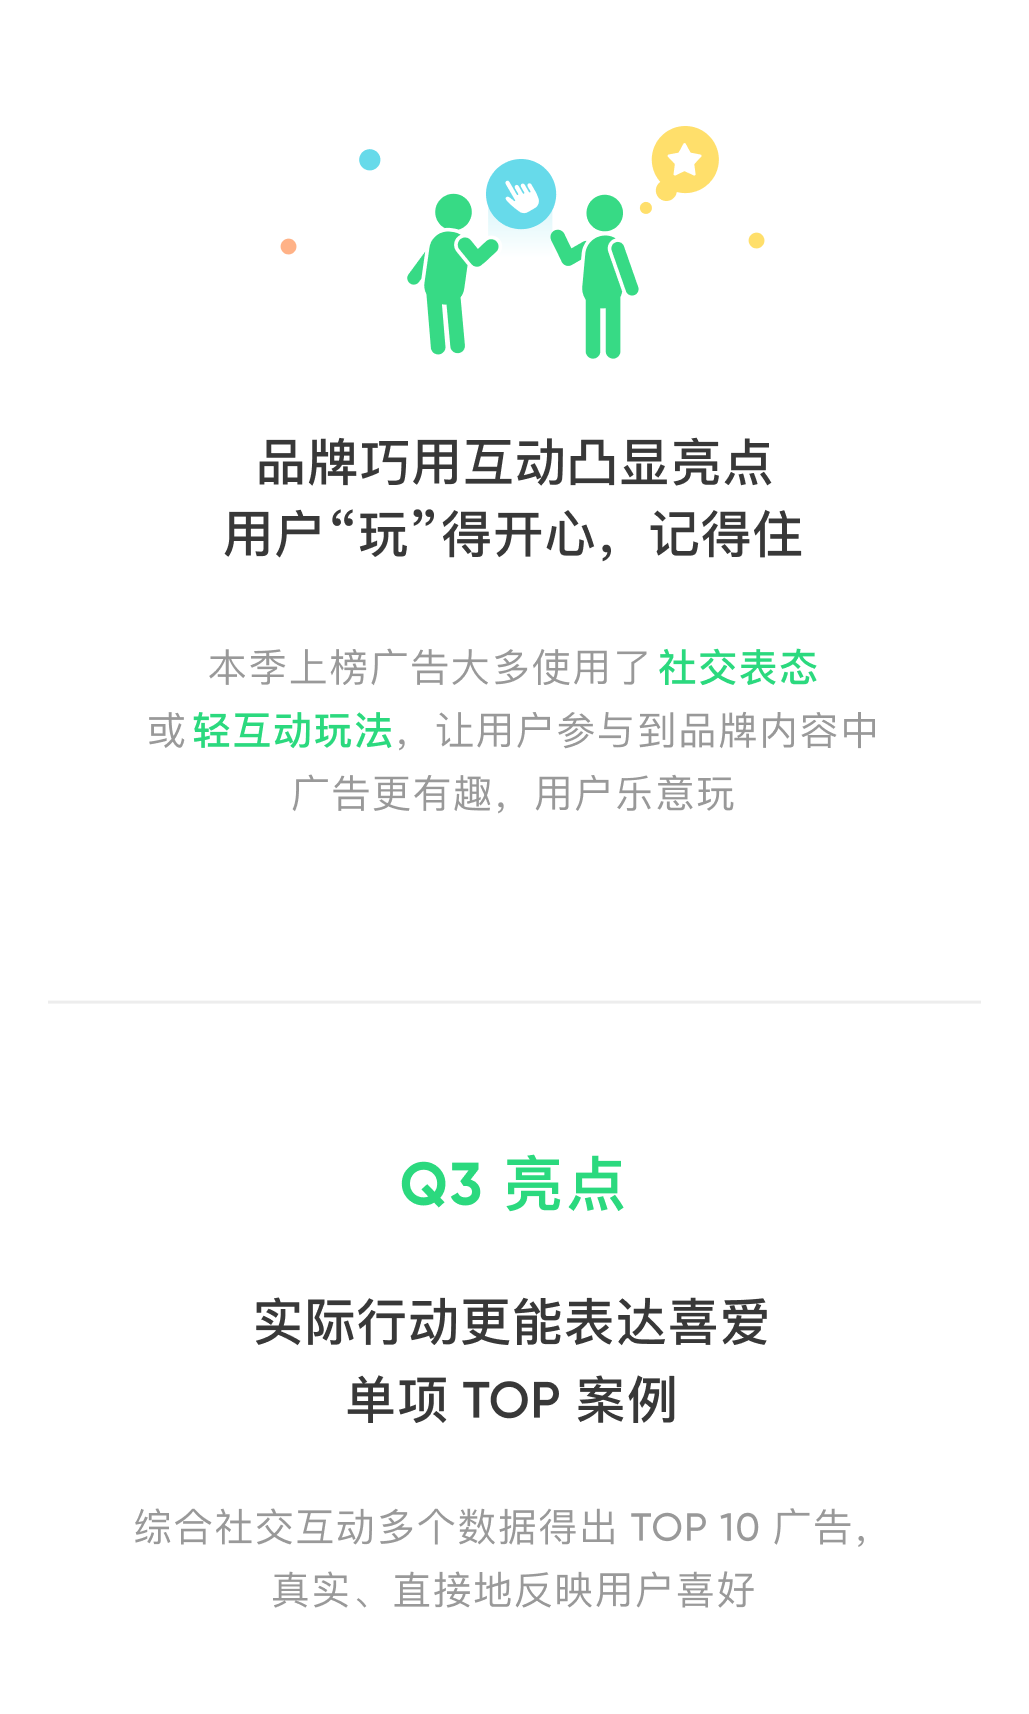 品牌巧用互动凸显亮点
用户“玩”得开心，记得住
本季上榜广告大多使用了社交表态
或轻互动玩法，让用户参与到品牌内容中
广告更有趣，用户乐意玩
Q3 亮点
实际行动更能表达喜爱
单项 TOP 案例
综合社交互动多个数据得出 TOP 10 广告，
真实、直接地反映用户喜好